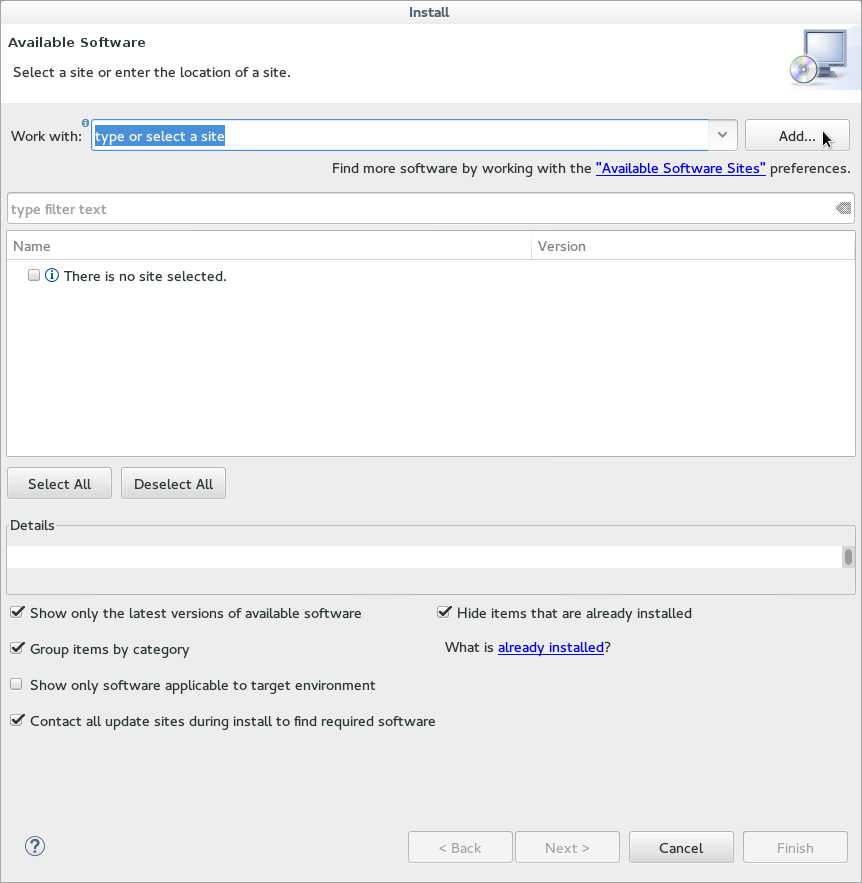 Install
Available Software
Select a site or enter the location of a site.
Work with: type or select a site Add...
Find more software by working with the "Available Software Sites" preferences.
type filter text
Name Version
There is no site selected.
Select All Deselect All
Details
Show only the latest versions of available software Hide items that are already installed
Group items by category What is already installed?
Show only software applicable to target environment
Contact all update sites during install to find required software
? < Back Next > Cancel Finish